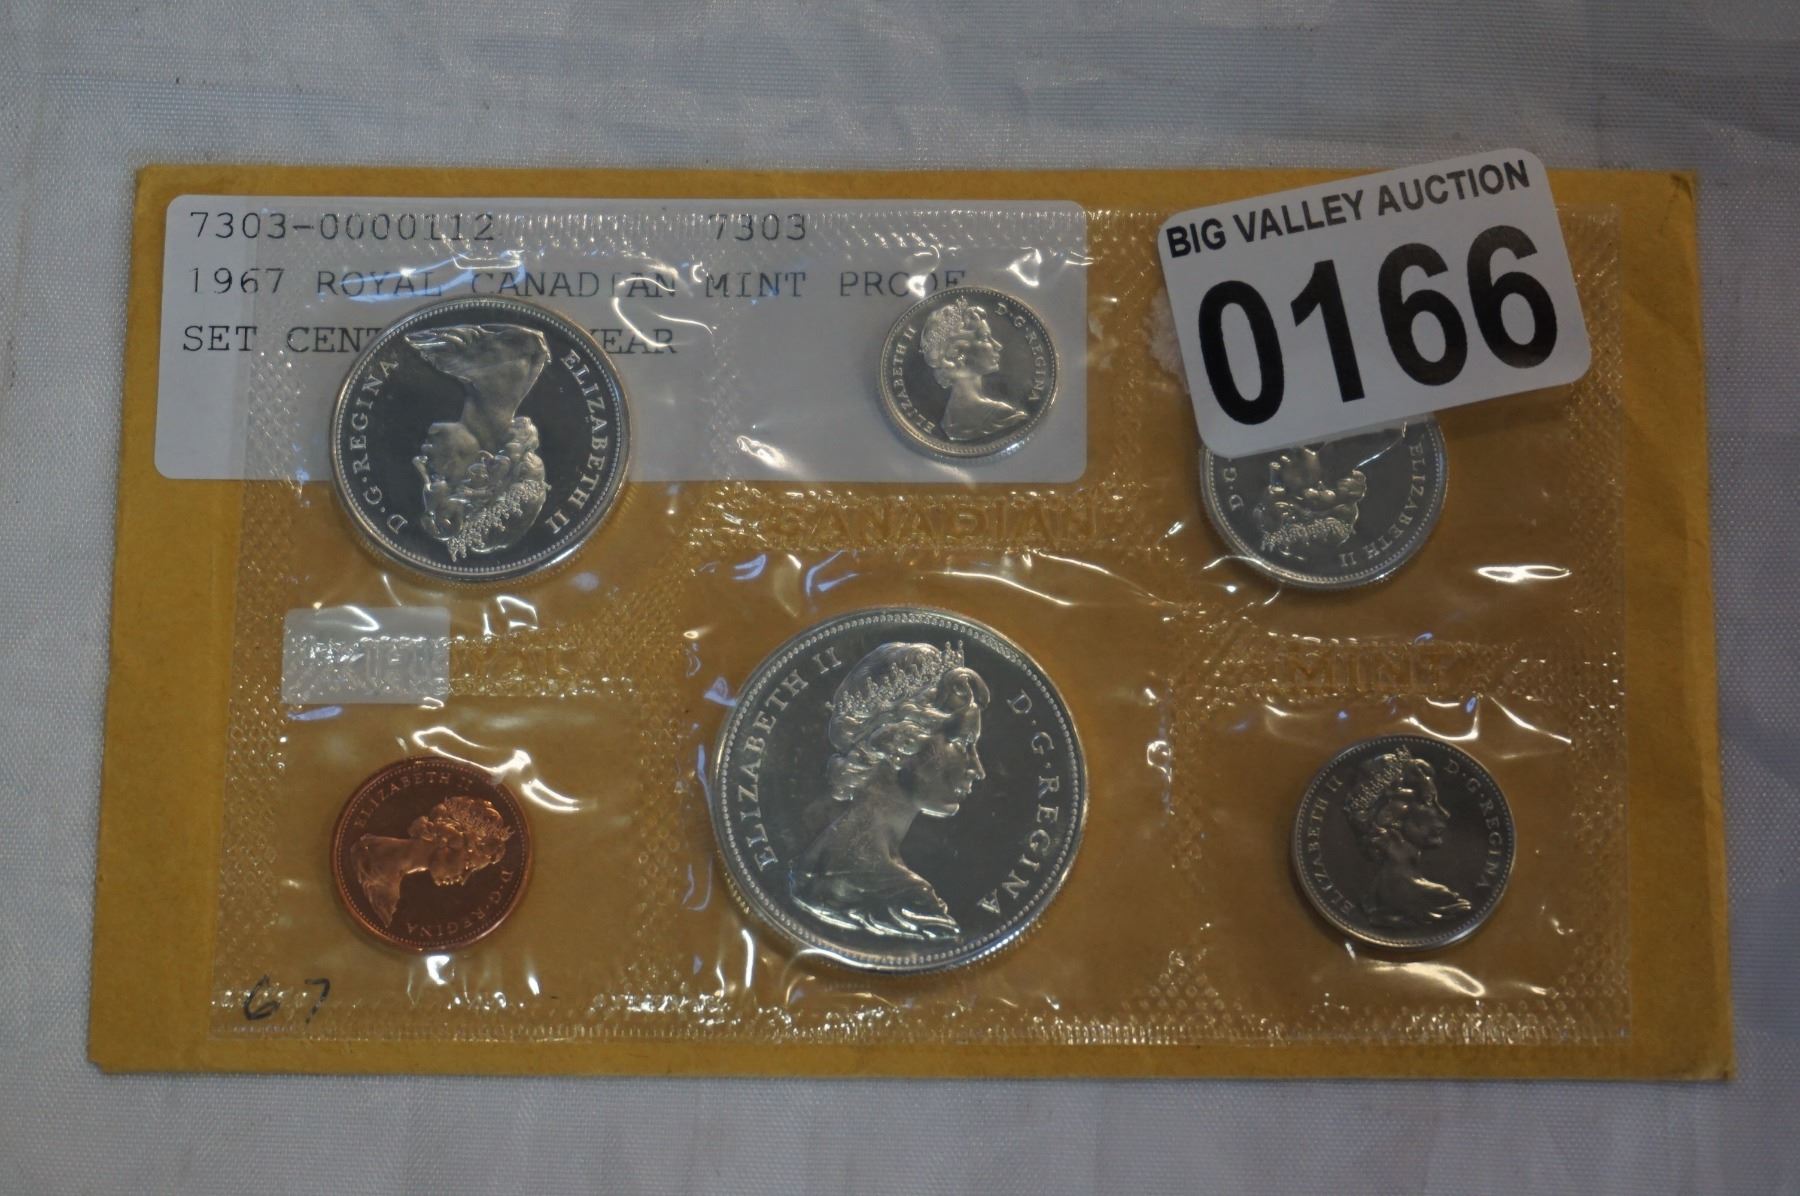 7303-0000112 7303
1967 ROYAL CANADIAN MINT PROOF
SET CENT YEAR
BIG VALLEY AUCTION
0166
ELIZABETH II D·G·REGINA
ELIZABETH II D·G·REGINA
ELIZABETH II D·G
CANADIAN
ROYAL
MINT
ELIZABETH II D·G·REGINA
ELIZABETH II D·G·REGINA
ELIZABETH II D·G·REGINA
67